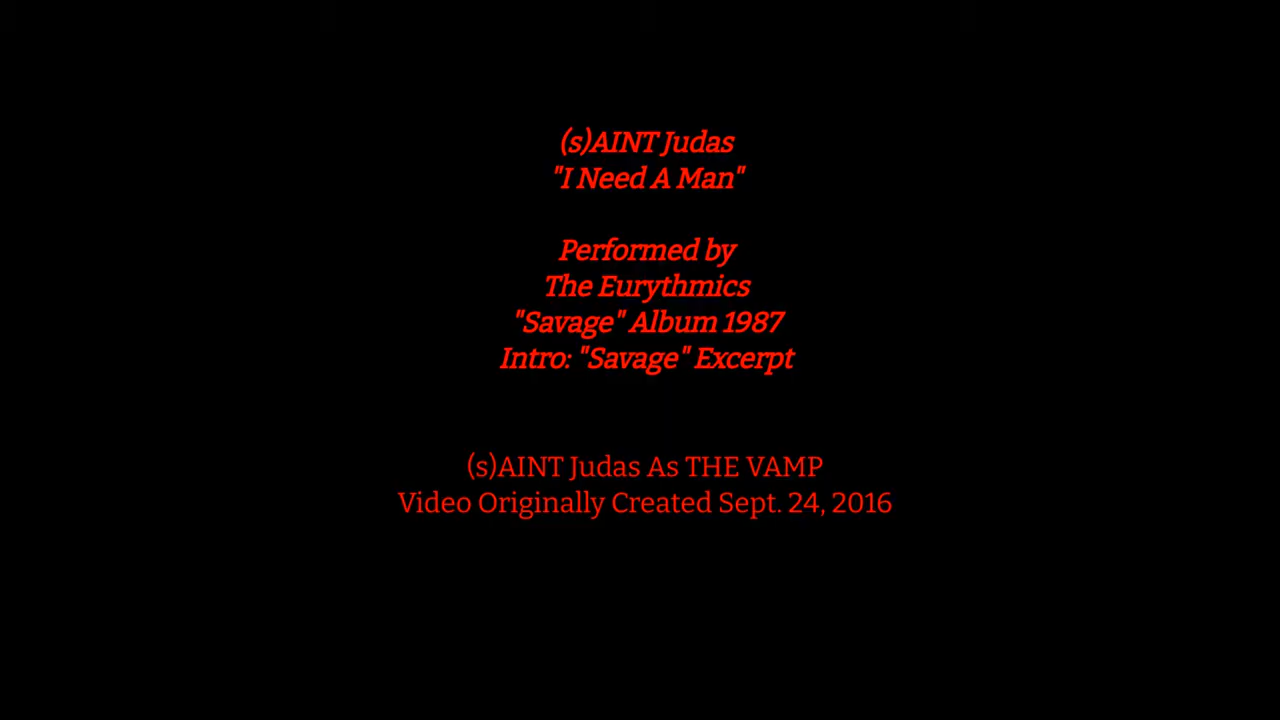 (s)AINT Judas
"I Need A Man"
Performed by
The Eurythmics
"Savage" Album 1987
Intro: "Savage" Excerpt
(s)AINT Judas As THE VAMP
Video Originally Created Sept. 24, 2016